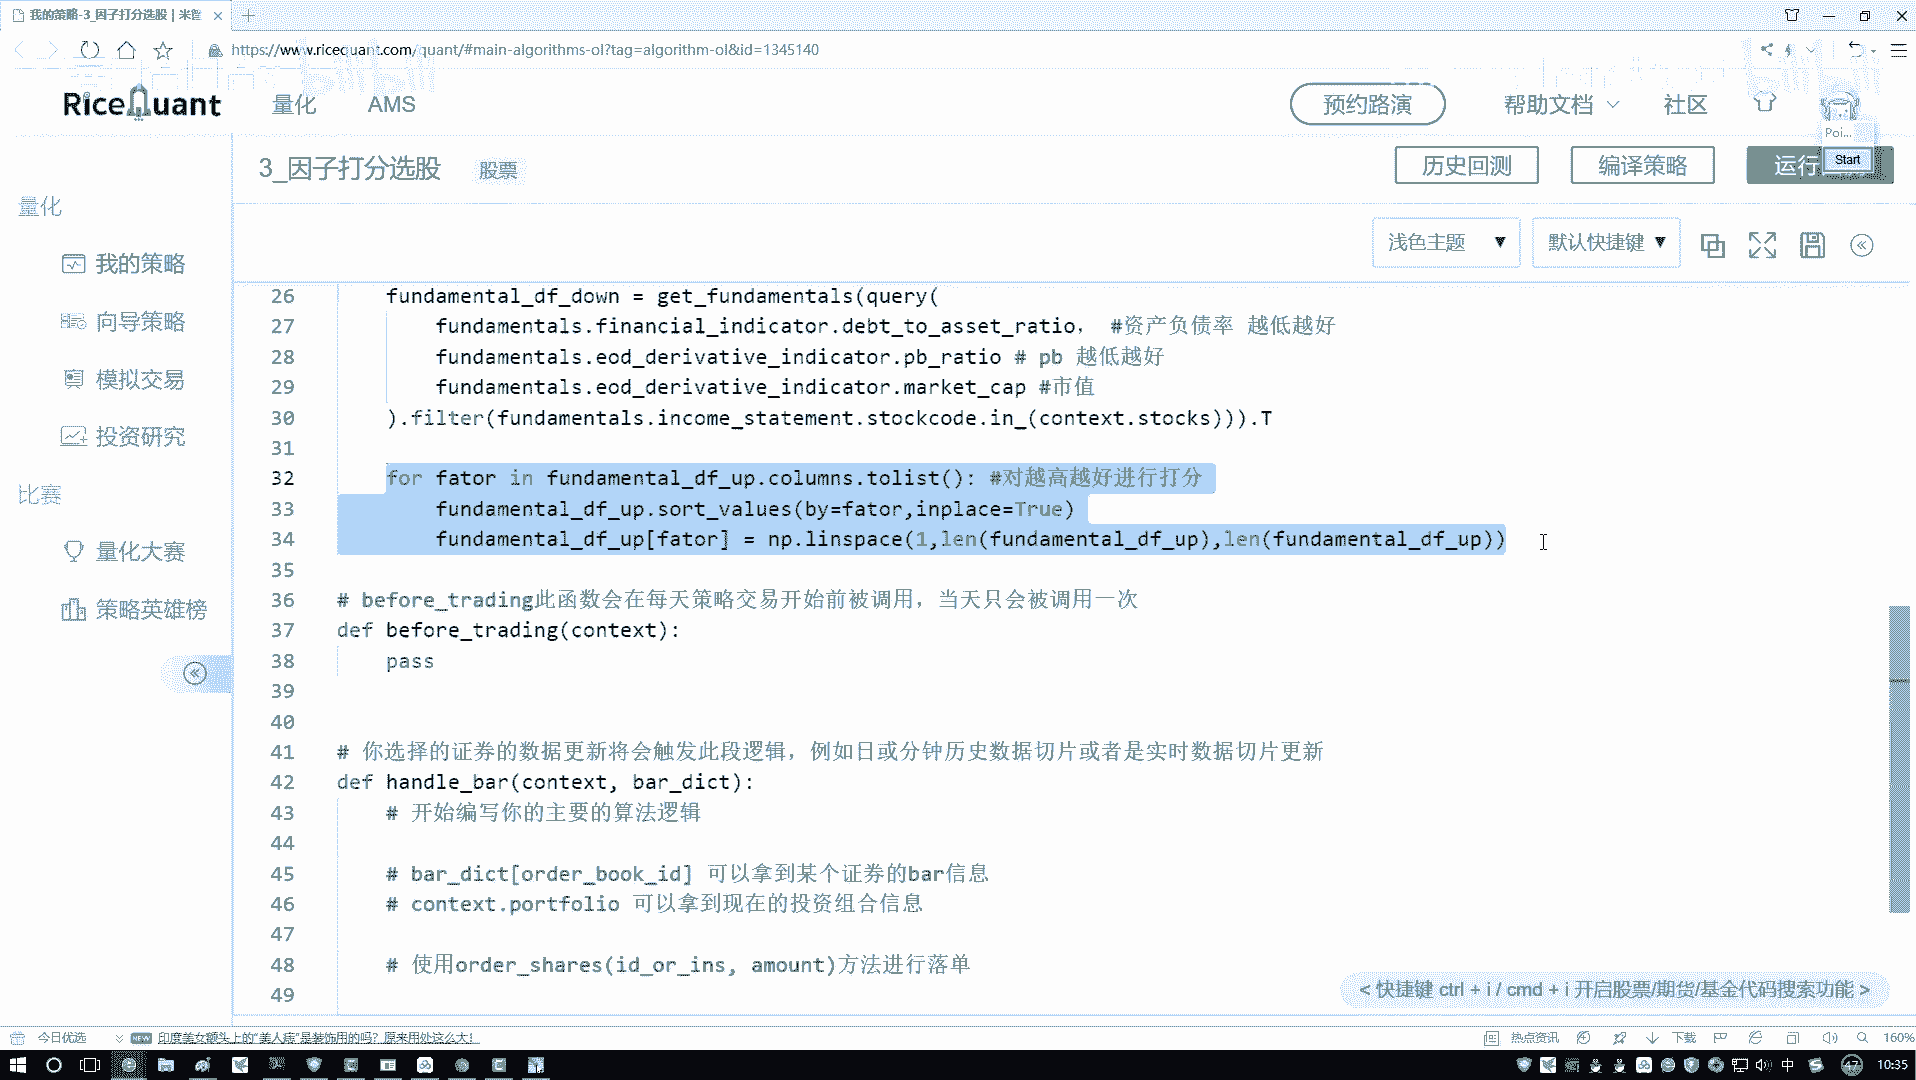 我的策略-3_因子打分选股 | 米筐
https://www.ricequant.com/quant/#main-algorithms-ol?tag=algorithm-ol&id=1345140
RiceQuant 量化 AMS 预约路演 帮助文档 社区
Poi...
Start
3_因子打分选股 股票 历史回测 编译策略 运行
量化
我的策略
向导策略
模拟交易
投资研究
比赛
量化大赛
策略英雄榜
浅色主题 默认快捷键
26 fundamental_df_down = get_fundamentals(query(
27 fundamentals.financial_indicator.debt_to_asset_ratio， #资产负债率 越低越好
28 fundamentals.eod_derivative_indicator.pb_ratio # pb 越低越好
29 fundamentals.eod_derivative_indicator.market_cap #市值
30 ).filter(fundamentals.income_statement.stockcode.in_(context.stocks))).T
31
32 for fator in fundamental_df_up.columns.tolist(): #对越高越好进行打分
33 fundamental_df_up.sort_values(by=fator,inplace=True)
34 fundamental_df_up[fator] = np.linspace(1,len(fundamental_df_up),len(fundamental_df_up))
35
36 # before_trading此函数会在每天策略交易开始前被调用，当天只会被调用一次
37 def before_trading(context):
38 pass
39
40
41 # 你选择的证券的数据更新将会触发此段逻辑，例如日或分钟历史数据切片或者是实时数据切片更新
42 def handle_bar(context, bar_dict):
43 # 开始编写你的主要的算法逻辑
44
45 # bar_dict[order_book_id] 可以拿到某个证券的bar信息
46 # context.portfolio 可以拿到现在的投资组合信息
47
48 # 使用order_shares(id_or_ins, amount)方法进行落单
49
< 快捷键 ctrl + i / cmd + i 开启股票/期货/基金代码搜索功能 >
今日优选 NEW 印度美女额头上的“美人痣”是装饰用的吗？原来用处这么大！ 热点资讯 下载 160%
中 47 10:35